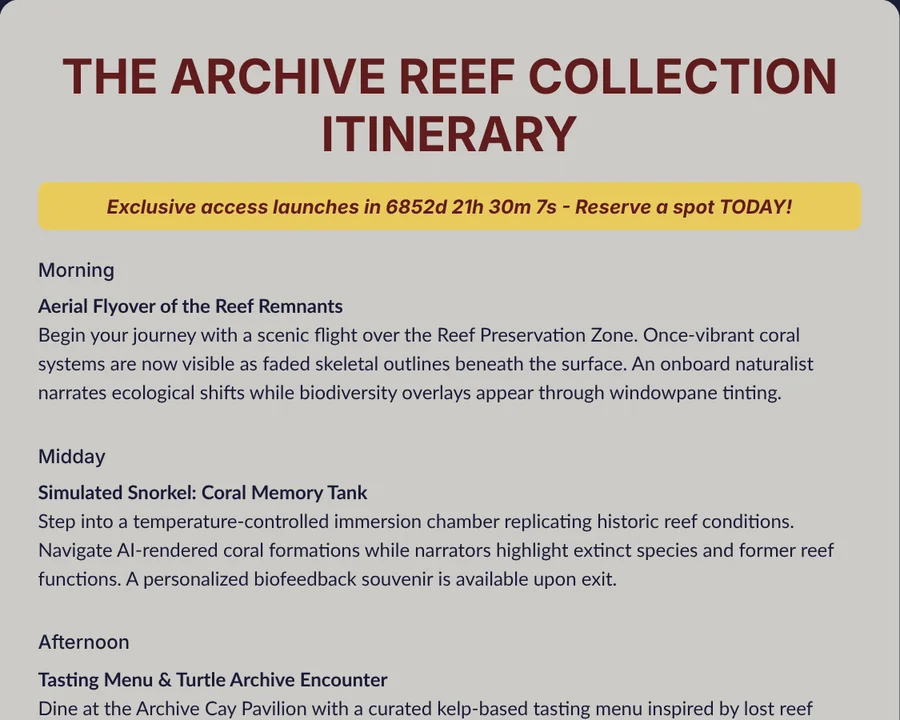 THE ARCHIVE REEF COLLECTION
ITINERARY
Exclusive access launches in 6852d 21h 30m 7s - Reserve a spot TODAY!
Morning
Aerial Flyover of the Reef Remnants
Begin your journey with a scenic flight over the Reef Preservation Zone. Once-vibrant coral
systems are now visible as faded skeletal outlines beneath the surface. An onboard naturalist
narrates ecological shifts while biodiversity overlays appear through windowpane tinting.
Midday
Simulated Snorkel: Coral Memory Tank
Step into a temperature-controlled immersion chamber replicating historic reef conditions.
Navigate AI-rendered coral formations while narrators highlight extinct species and former reef
functions. A personalized biofeedback souvenir is available upon exit.
Afternoon
Tasting Menu & Turtle Archive Encounter
Dine at the Archive Cay Pavilion with a curated kelp-based tasting menu inspired by lost reef